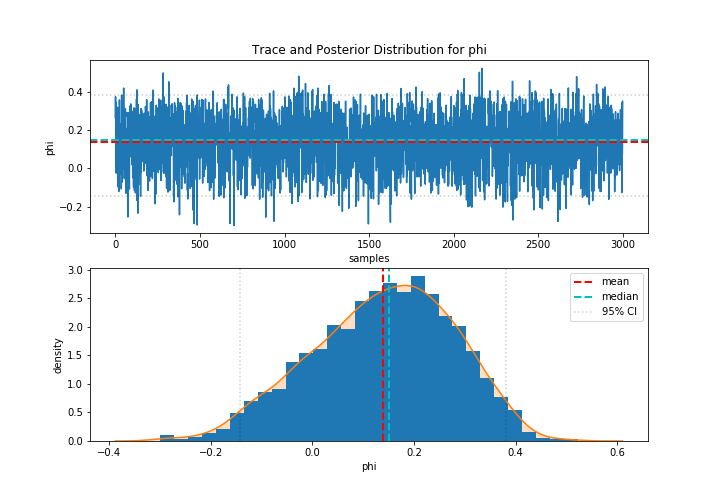 Trace and Posterior Distribution for phi
0.4
0.2
0.0
−0.2
phi
0 500 1000 1500 2000 2500 3000
samples
3.0
2.5
2.0
1.5
1.0
0.5
0.0
density
mean
median
95% CI
−0.4 −0.2 0.0 0.2 0.4 0.6
phi